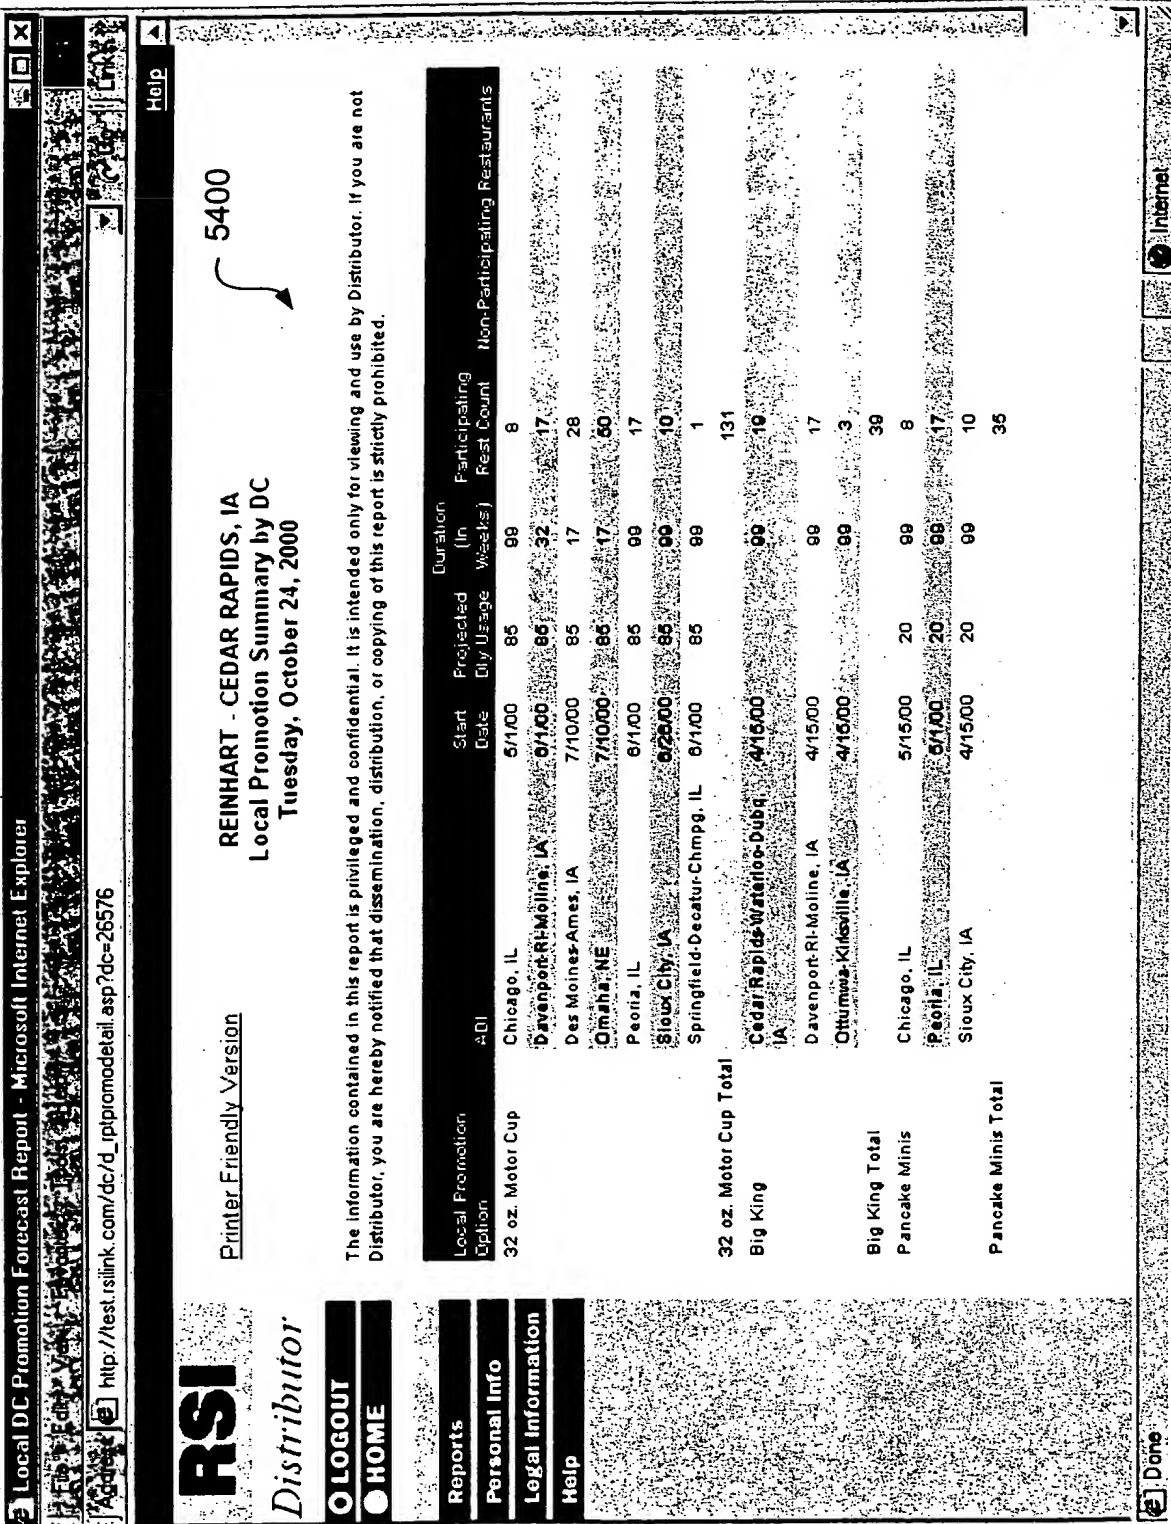 Local DC Promotion Forecast Report - Microsoft Internet Explorer
Address http://test.rsilink.com/dc/d_rptpromodetail.asp?dc=26576 Links
Help
RSI
Distributor
LOGOUT
HOME
Reports
Personal Info
Legal Information
Help
Printer Friendly Version
REINHART - CEDAR RAPIDS, IA
Local Promotion Summary by DC
Tuesday, October 24, 2000
5400
The information contained in this report is privileged and confidential. It is intended only for viewing and use by Distributor. If you are not
Distributor, you are hereby notified that dissemination, distribution, or copying of this report is strictly prohibited.
Local Promotion Option ADI Start Date Projected Dly Usage Duration (In Weeks) Participating Rest Count Non-Participating Restaurants
32 oz. Motor Cup Chicago, IL 5/1/00 85 99 8
Davenport-RI-Moline, IA 6/1/00 85 32 17
Des Moines-Ames, IA 7/10/00 85 17 28
Omaha, NE 7/10/00 85 17 50
Peoria, IL 6/1/00 85 99 17
Sioux City, IA 6/26/00 85 99 10
Springfield-Decatur-Chmpg, IL 6/1/00 85 99 1
32 oz. Motor Cup Total 131
Big King Cedar Rapids-Waterloo-Dubq, 4/15/00 99 19
IA
Davenport-RI-Moline, IA 4/15/00 99 17
Ottumwa-Kirksville, IA 4/15/00 99 3
Big King Total 39
Pancake Minis Chicago, IL 5/15/00 20 99 8
Peoria, IL 5/1/00 20 99 17
Sioux City, IA 4/15/00 20 99 10
Pancake Minis Total 35
Done Internet